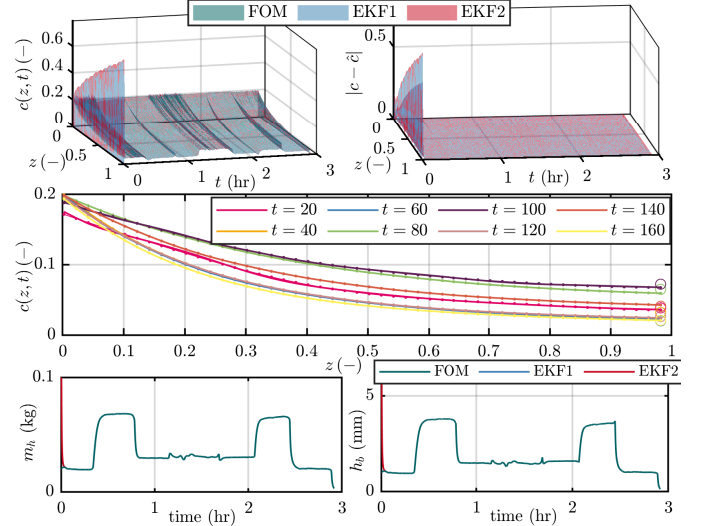 FOM EKF1 EKF2
c(z, t) (−)
0.6
0.4
0.2
0
0.5
1
z (−)
0 1 2 3
t (hr)
|c − ĉ|
0.5
0
0
0.5
1
z (−)
0 1 2 3
t (hr)
c(z, t) (−)
0.2
0.1
0
t = 20 t = 60 t = 100 t = 140
t = 40 t = 80 t = 120 t = 160
0 0.1 0.2 0.3 0.4 0.5 0.6 0.7 0.8 0.9 1
z (−)
FOM EKF1 EKF2
m_h (kg)
0.1
0
0 1 2 3
time (hr)
h_b (mm)
5
0
0 1 2 3
time (hr)